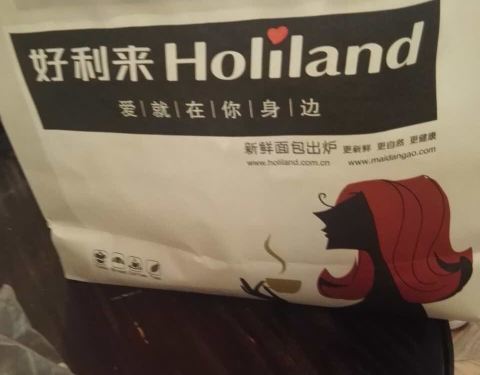 好利来 Holiland
爱|就|在|你|身|边
新鲜面包出炉 更新鲜 更自然 更健康
www.holiland.com.cn www.maidangao.com